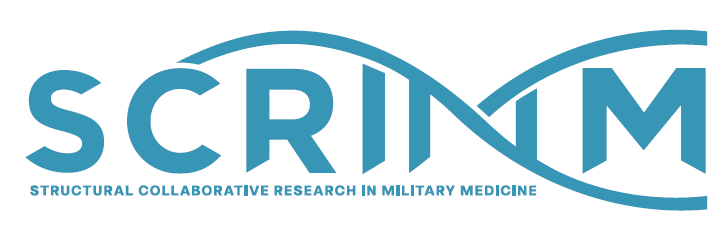 SCRIMM
STRUCTURAL COLLABORATIVE RESEARCH IN MILITARY MEDICINE